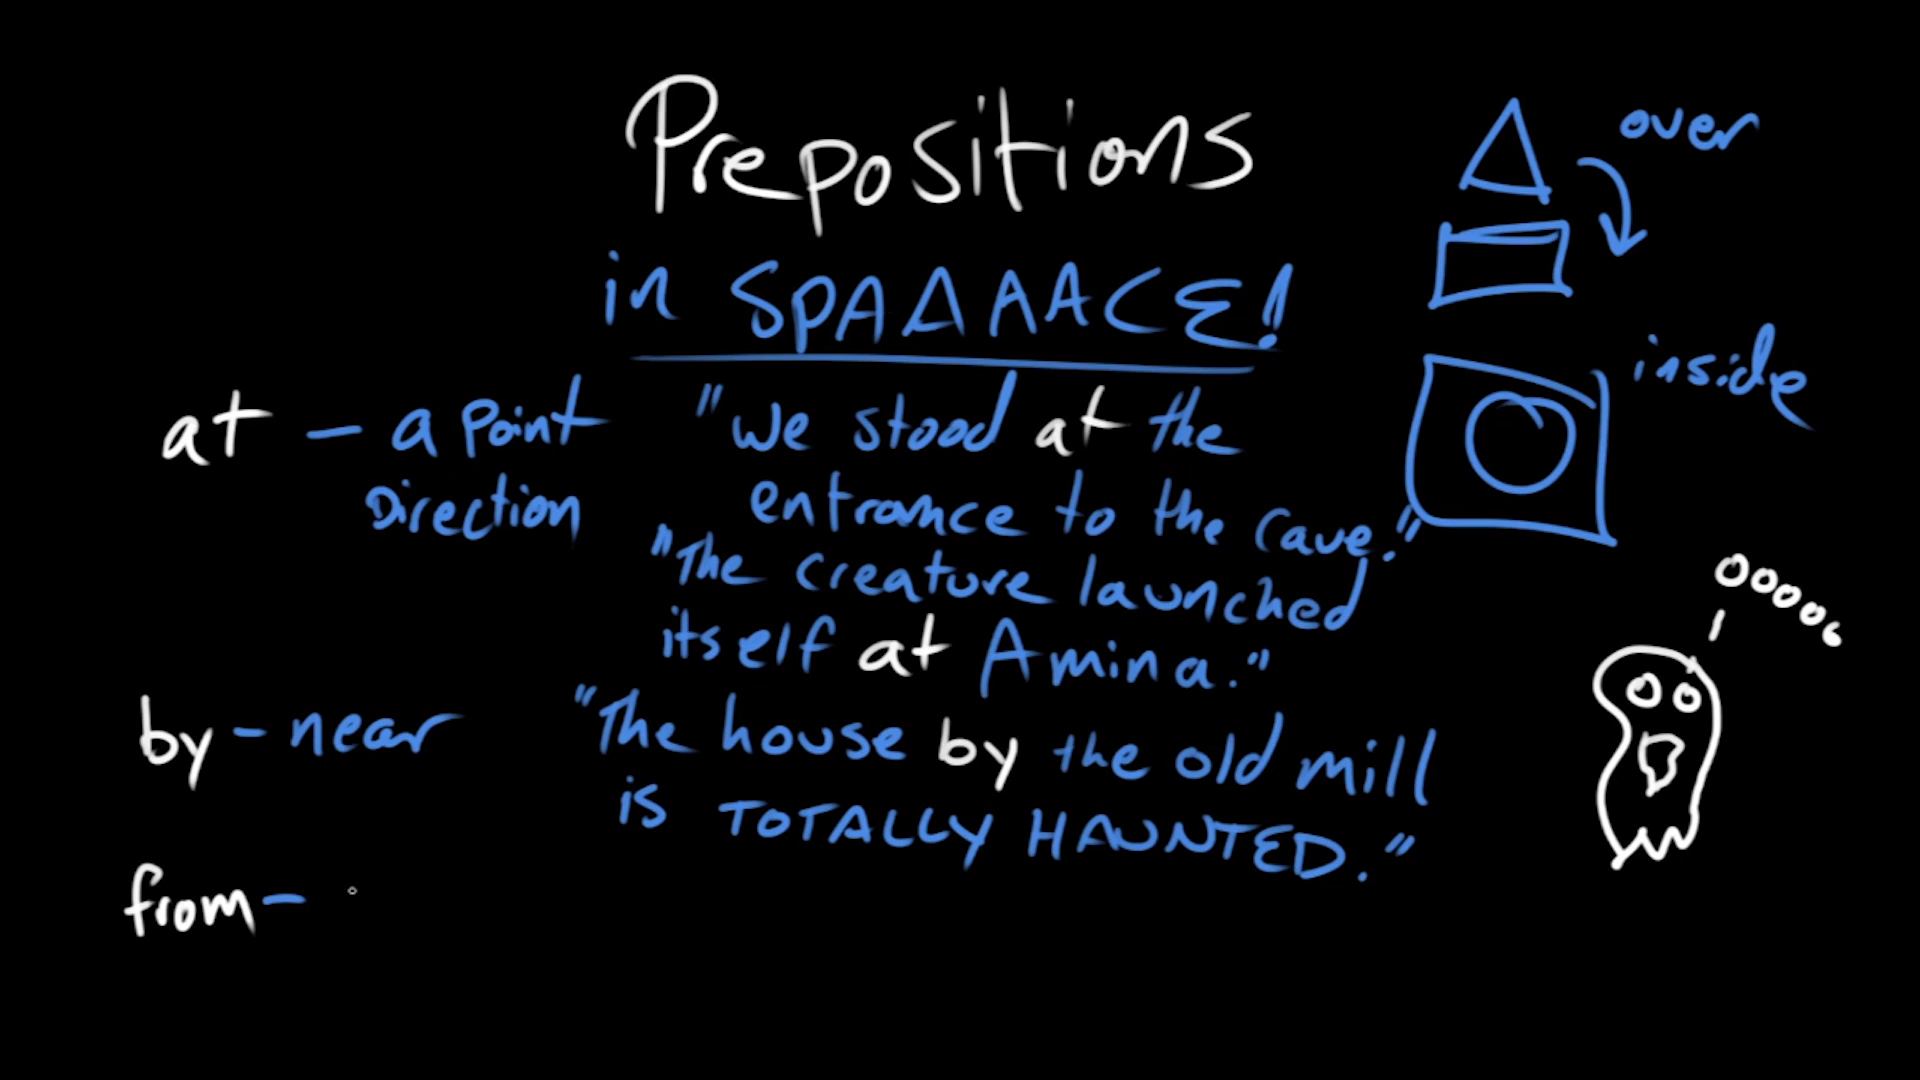 Prepositions
in SPAAAACE!
over
inside
at - a point
Direction
"We stood at the
entrance to the cave."
"The creature launched
itself at Amina."
by - near
"The house by the old mill
is TOTALLY HAUNTED."
ooooo
from -